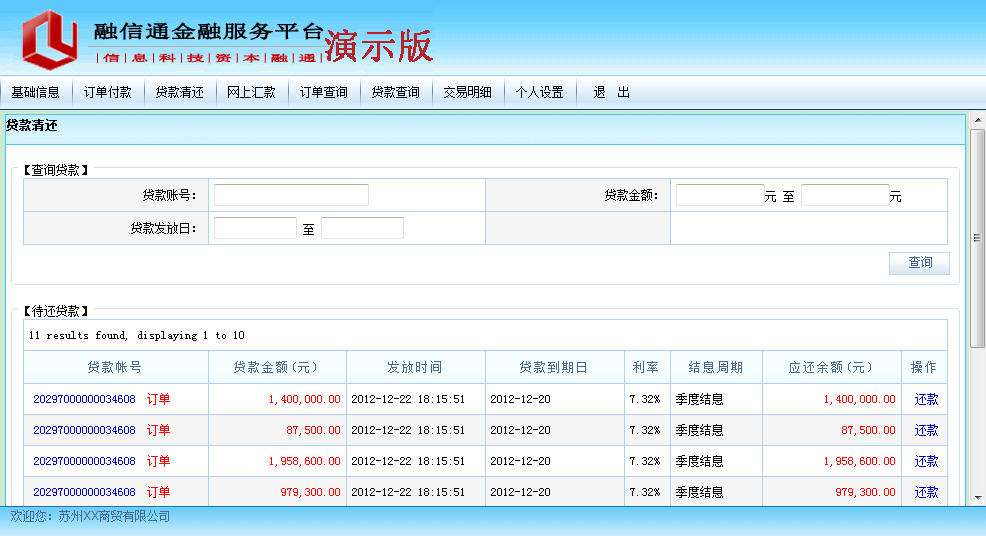 融信通金融服务平台
信息科技资本融通
演示版
基础信息 订单付款 贷款清还 网上汇款 订单查询 贷款查询 交易明细 个人设置 退 出
贷款清还
【查询贷款】
贷款账号： 贷款金额： 元 至 元
贷款发放日： 至
查询
【待还贷款】
11 results found, displaying 1 to 10
贷款帐号 贷款金额(元) 发放时间 贷款到期日 利率 结息周期 应还余额(元) 操作
20297000000034608 订单 1,400,000.00 2012-12-22 18:15:51 2012-12-20 7.32% 季度结息 1,400,000.00 还款
20297000000034608 订单 87,500.00 2012-12-22 18:15:51 2012-12-20 7.32% 季度结息 87,500.00 还款
20297000000034608 订单 1,958,600.00 2012-12-22 18:15:51 2012-12-20 7.32% 季度结息 1,958,600.00 还款
20297000000034608 订单 979,300.00 2012-12-22 18:15:51 2012-12-20 7.32% 季度结息 979,300.00 还款
欢迎您：苏州XX商贸有限公司